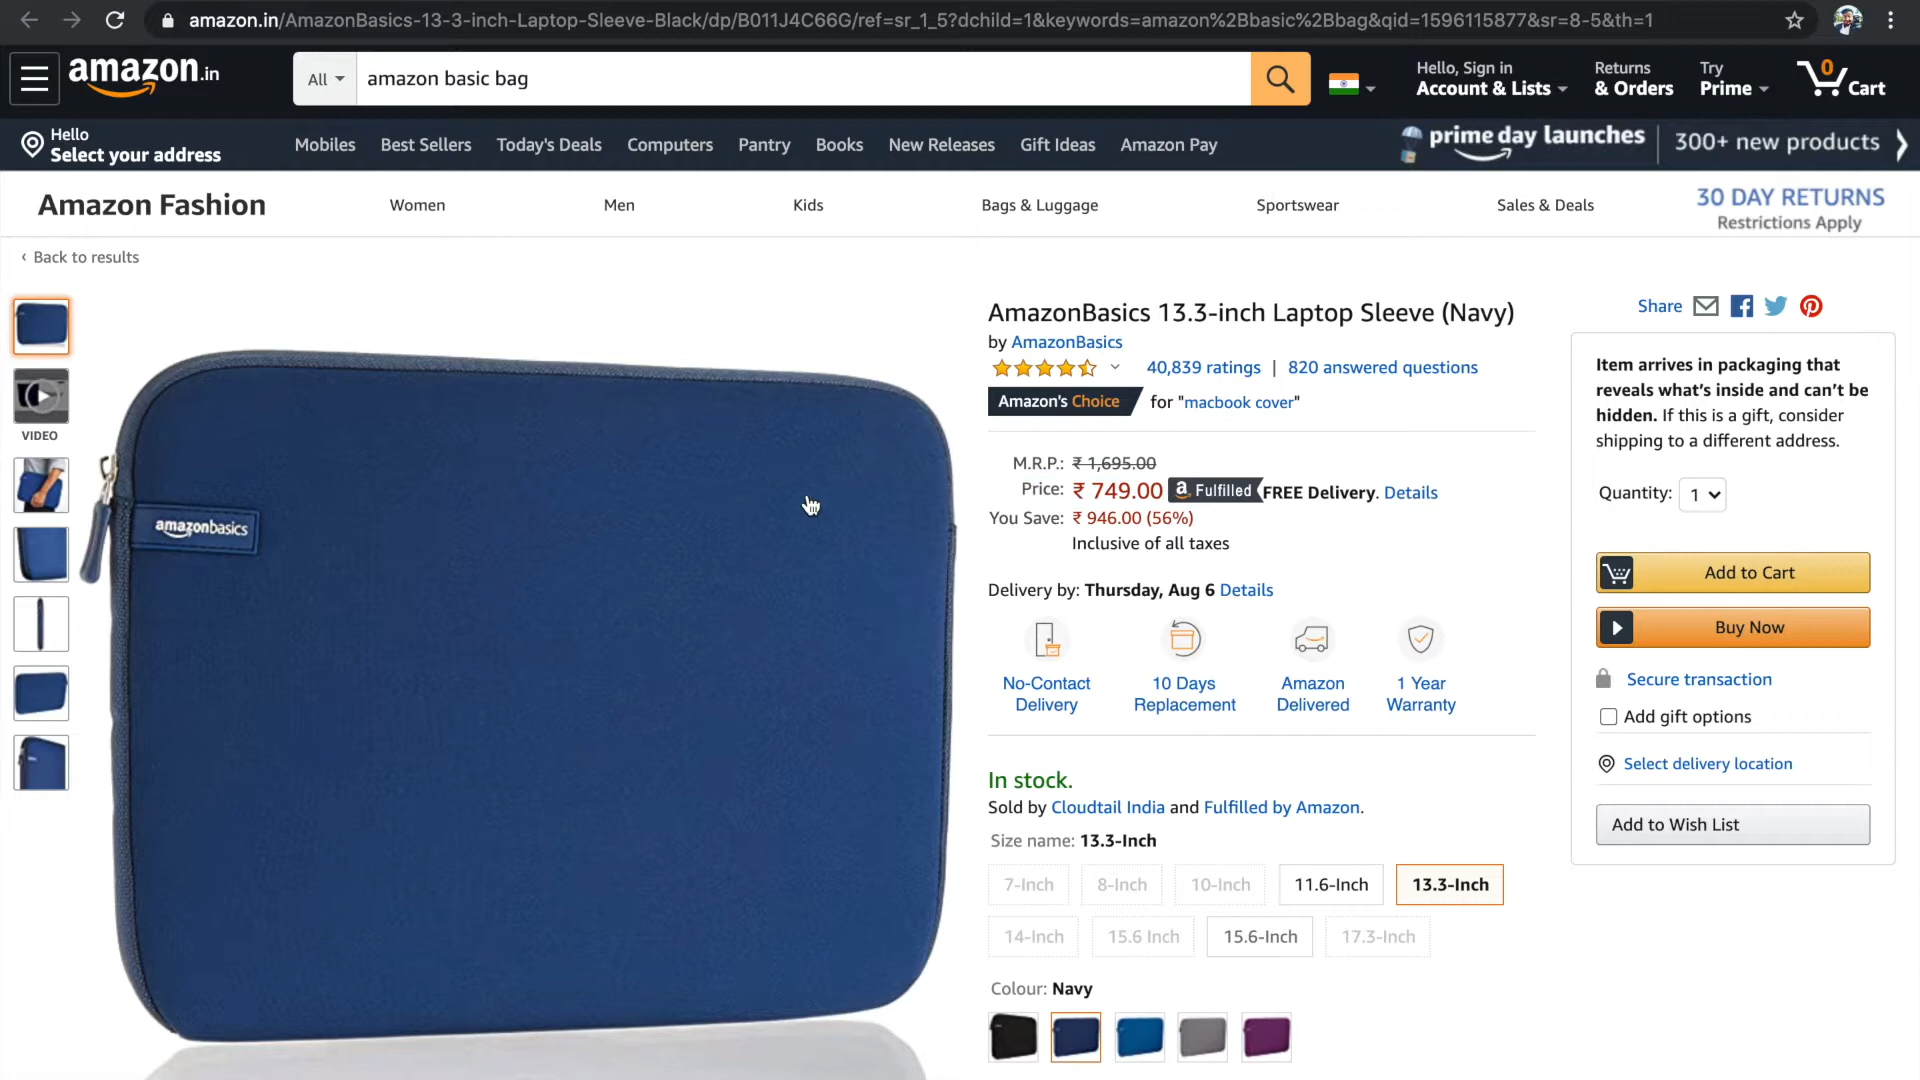 amazon.in/AmazonBasics-13-3-inch-Laptop-Sleeve-Black/dp/B011J4C66G/ref=sr_1_5?dchild=1&keywords=amazon%2Bbasic%2Bbag&qid=1596115877&sr=8-5&th=1
amazon.in
All
amazon basic bag
Hello, Sign in
Account & Lists
Returns
& Orders
Try
Prime
0
Cart
Hello
Select your address
Mobiles
Best Sellers
Today's Deals
Computers
Pantry
Books
New Releases
Gift Ideas
Amazon Pay
prime day launches
300+ new products
Amazon Fashion
Women
Men
Kids
Bags & Luggage
Sportswear
Sales & Deals
30 DAY RETURNS
Restrictions Apply
‹ Back to results
VIDEO
amazonbasics
AmazonBasics 13.3-inch Laptop Sleeve (Navy)
by AmazonBasics
40,839 ratings | 820 answered questions
Amazon's Choice for "macbook cover"
M.R.P.: ₹ 1,695.00
Price: ₹ 749.00 a Fulfilled FREE Delivery. Details
You Save: ₹ 946.00 (56%)
Inclusive of all taxes
Delivery by: Thursday, Aug 6 Details
No-Contact
Delivery
10 Days
Replacement
Amazon
Delivered
1 Year
Warranty
In stock.
Sold by Cloudtail India and Fulfilled by Amazon.
Size name: 13.3-Inch
7-Inch
8-Inch
10-Inch
11.6-Inch
13.3-Inch
14-Inch
15.6 Inch
15.6-Inch
17.3-Inch
Colour: Navy
Share
Item arrives in packaging that
reveals what’s inside and can’t be
hidden. If this is a gift, consider
shipping to a different address.
Quantity: 1
Add to Cart
Buy Now
Secure transaction
Add gift options
Select delivery location
Add to Wish List